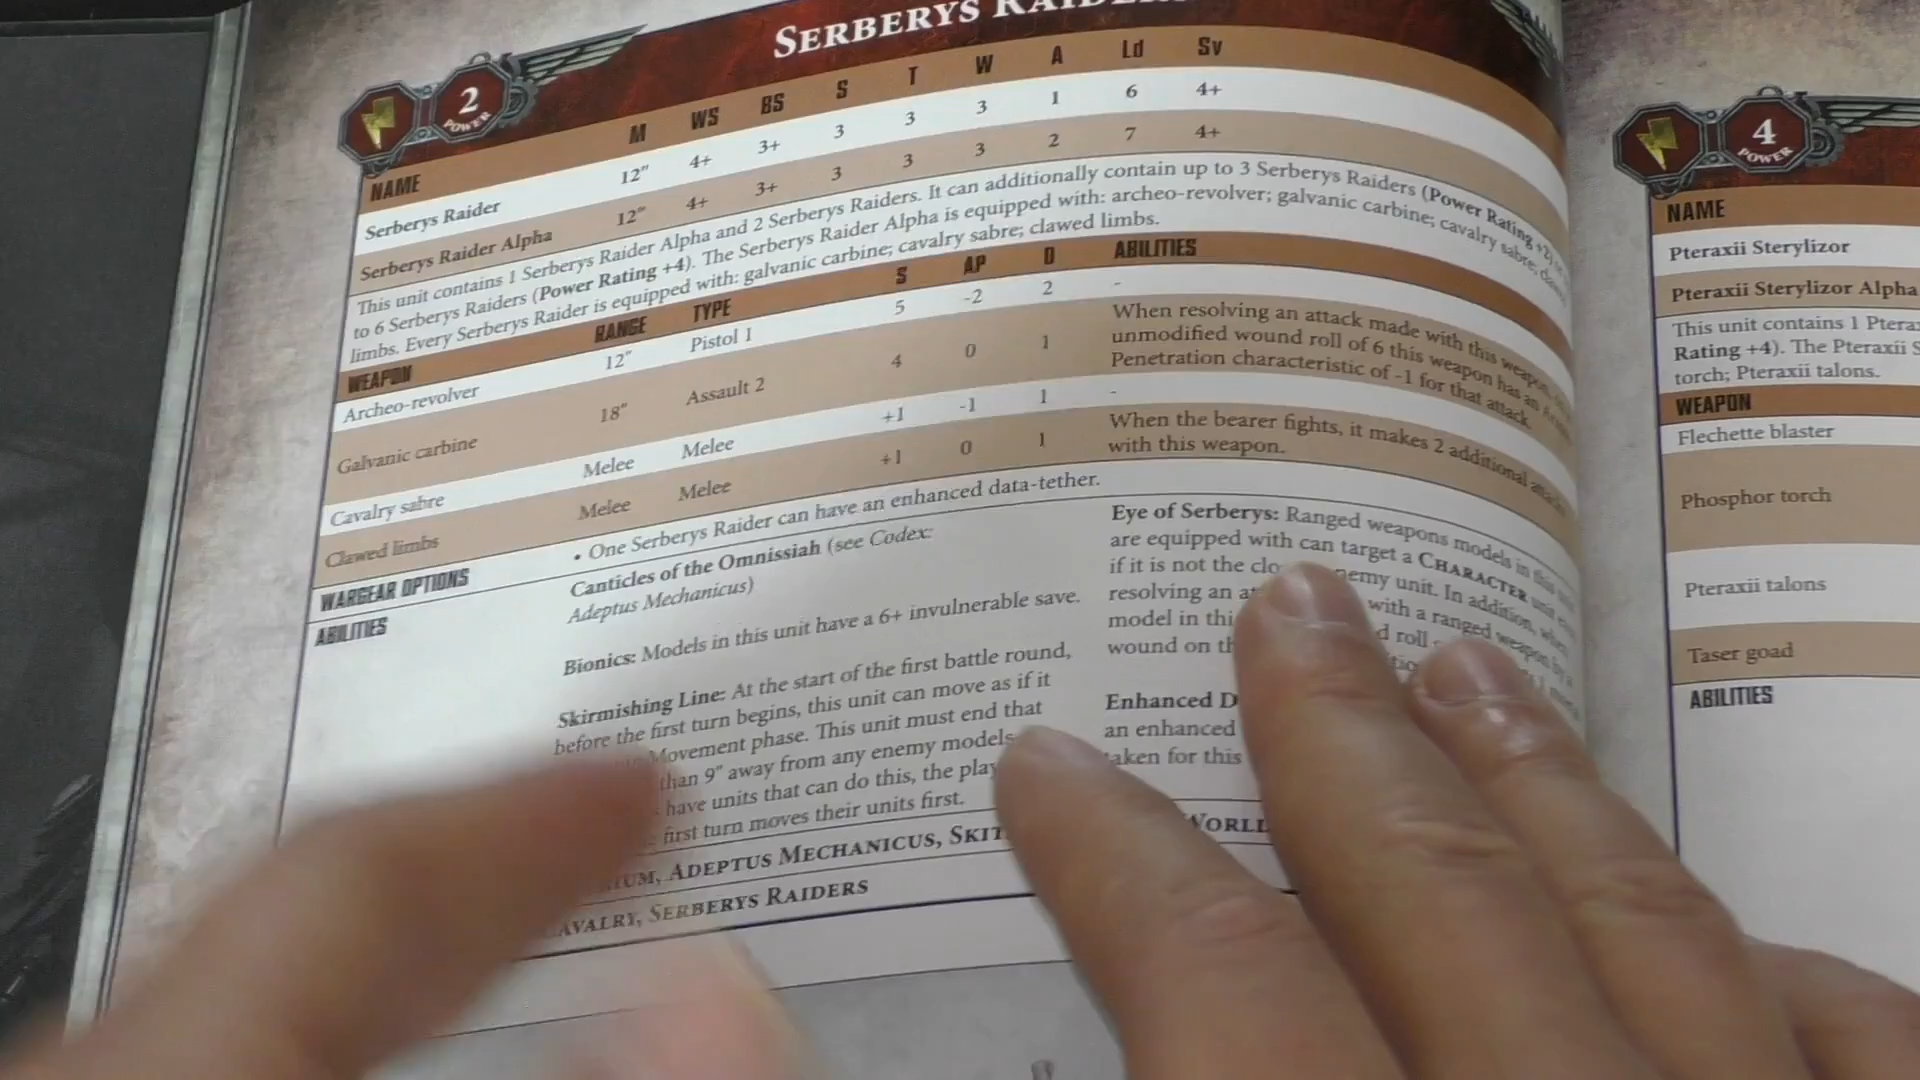 SERBERYS
2
POWER
NAME M WS BS S T W A Ld Sv
Serberys Raider 12" 4+ 3+ 3 3 3 1 6 4+
Serberys Raider Alpha 12" 4+ 3+ 3 3 3 2 7 4+
This unit contains 1 Serberys Raider Alpha and 2 Serberys Raiders. It can additionally contain up to 3 Serberys Raiders (Power Rating +2)
to 6 Serberys Raiders (Power Rating +4). The Serberys Raider Alpha is equipped with: archeo-revolver; galvanic carbine; cavalry sabre;
limbs. Every Serberys Raider is equipped with: galvanic carbine; cavalry sabre; clawed limbs.
WEAPON RANGE TYPE S AP D ABILITIES
Archeo-revolver 12" Pistol 1 5 -2 2 -
Galvanic carbine 18" Assault 2 4 0 1 When resolving an attack made with this weapon,
unmodified wound roll of 6 this weapon has an
Penetration characteristic of -1 for that attack.
Cavalry sabre Melee Melee +1 -1 1 -
Clawed limbs Melee Melee +1 0 1 When the bearer fights, it makes 2 additional
with this weapon.
WARGEAR OPTIONS • One Serberys Raider can have an enhanced data-tether.
ABILITIES
Canticles of the Omnissiah (see Codex:
Adeptus Mechanicus)
Bionics: Models in this unit have a 6+ invulnerable save.
Skirmishing Line: At the start of the first battle round,
before the first turn begins, this unit can move as if it
Movement phase. This unit must end that
than 9" away from any enemy models
have units that can do this, the
first turn moves their units first.
Eye of Serberys: Ranged weapons models in this
are equipped with can target a CHARACTER unit
if it is not the enemy unit. In addition,
resolving an with a ranged weapon
model in roll
wound on
Enhanced
an enhanced
taken for this
ADEPTUS MECHANICUS, WORLD
CAVALRY, SERBERYS RAIDERS
4
POWER
NAME
Pteraxii Sterylizor
Pteraxii Sterylizor Alpha
This unit contains 1
Rating +4). The Pteraxii
torch; Pteraxii talons.
WEAPON
Flechette blaster
Phosphor torch
Pteraxii talons
Taser goad
ABILITIES